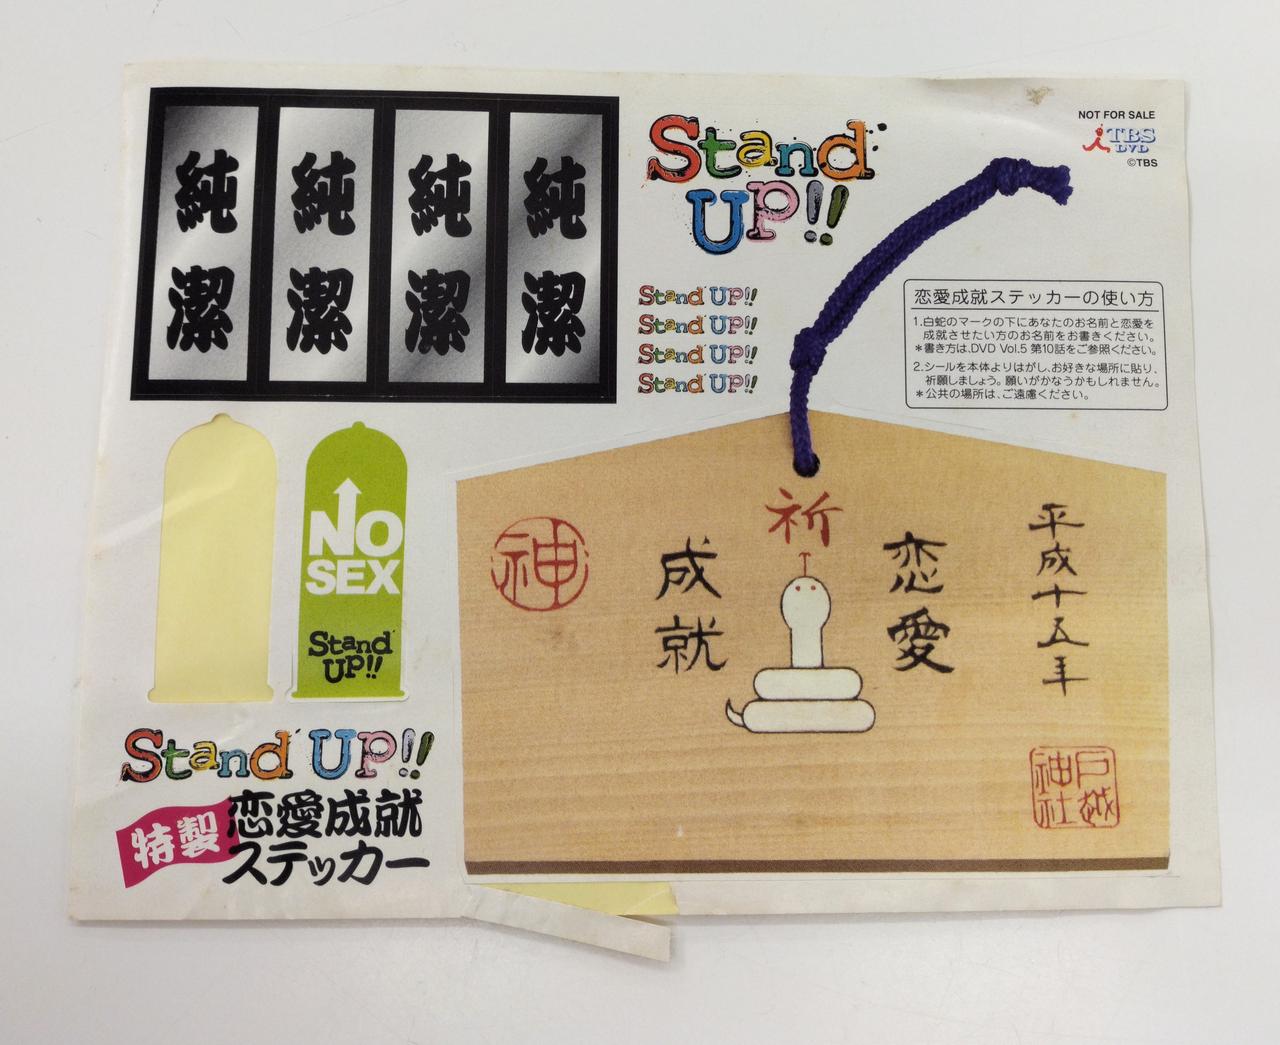 純潔
純潔
純潔
純潔
Stand
UP!!
Stand UP!!
Stand UP!!
Stand UP!!
Stand UP!!
NOT FOR SALE
TBS
DVD
©TBS
恋愛成就ステッカーの使い方
1.白蛇のマークの下にあなたのお名前と恋愛を
成就させたい方のお名前をお書きください。
*書き方は、DVD Vol.5 第10話をご参照ください。
2.シールを本体よりはがし、お好きな場所に貼り、
祈願しましょう。願いがかなうかもしれません。
*公共の場所は、ご遠慮ください。
NO
SEX
Stand
UP!!
Stand UP!!
特製
恋愛成就
ステッカー
祈
平成十五年
恋愛
成就
神
戸越
神社